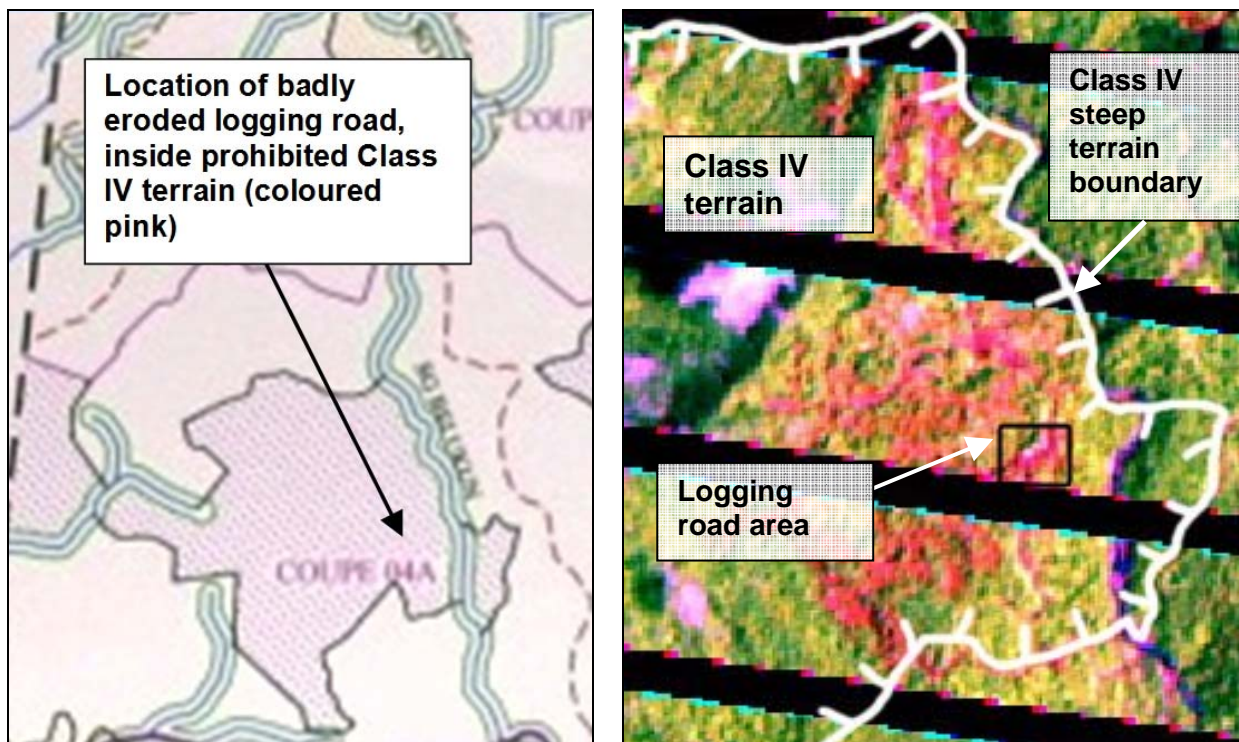 Location of badly
eroded logging road,
inside prohibited Class
IV terrain (coloured
pink)
COUP
COUPE 04A
Class IV
terrain
Class IV
steep
terrain
boundary
Logging
road area